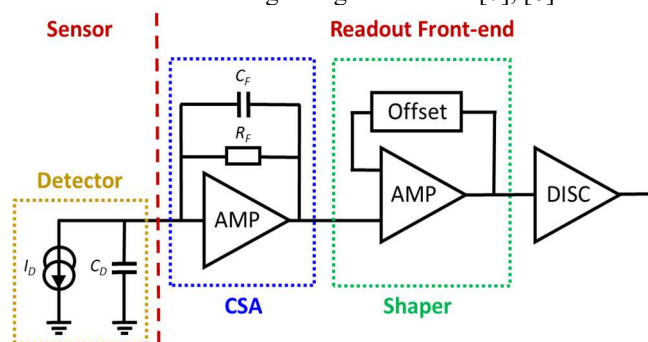 Sensor
Readout Front-end
C_F
R_F
Offset
Detector
AMP
AMP
DISC
I_D
C_D
CSA
Shaper